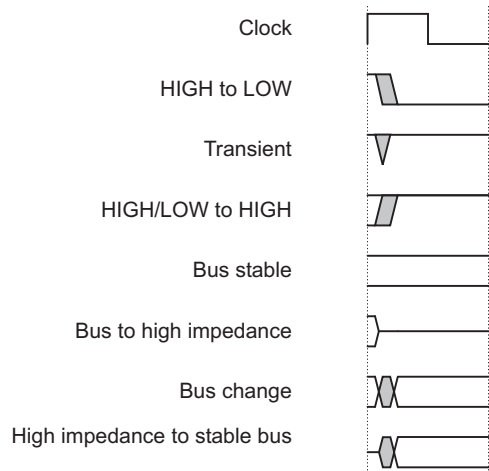 Clock
HIGH to LOW
Transient
HIGH/LOW to HIGH
Bus stable
Bus to high impedance
Bus change
High impedance to stable bus